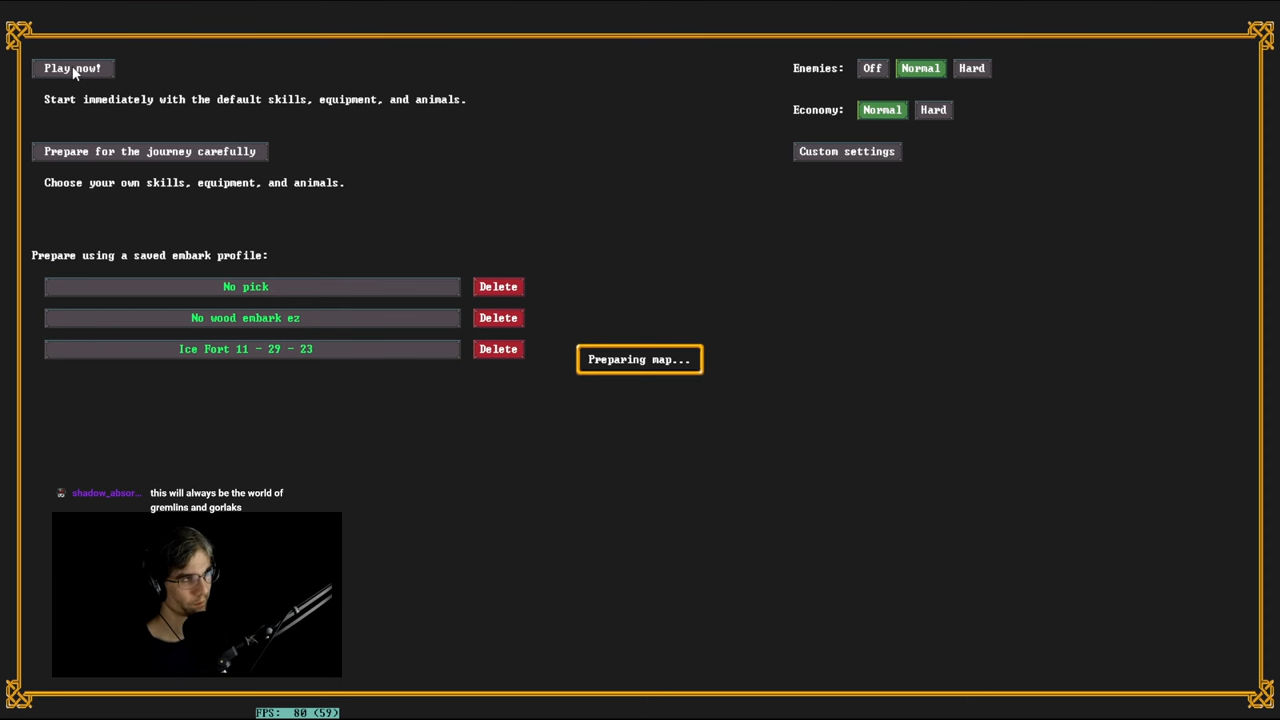 Play now!
Start immediately with the default skills, equipment, and animals.
Prepare for the journey carefully
Choose your own skills, equipment, and animals.
Enemies: Off Normal Hard
Economy: Normal Hard
Custom settings
Prepare using a saved embark profile:
No pick Delete
No wood embark ez Delete
Ice Fort 11 - 29 - 23 Delete
Preparing map...
shadow_absor... this will always be the world of
gremlins and gorlaks
FPS: 80 (59)